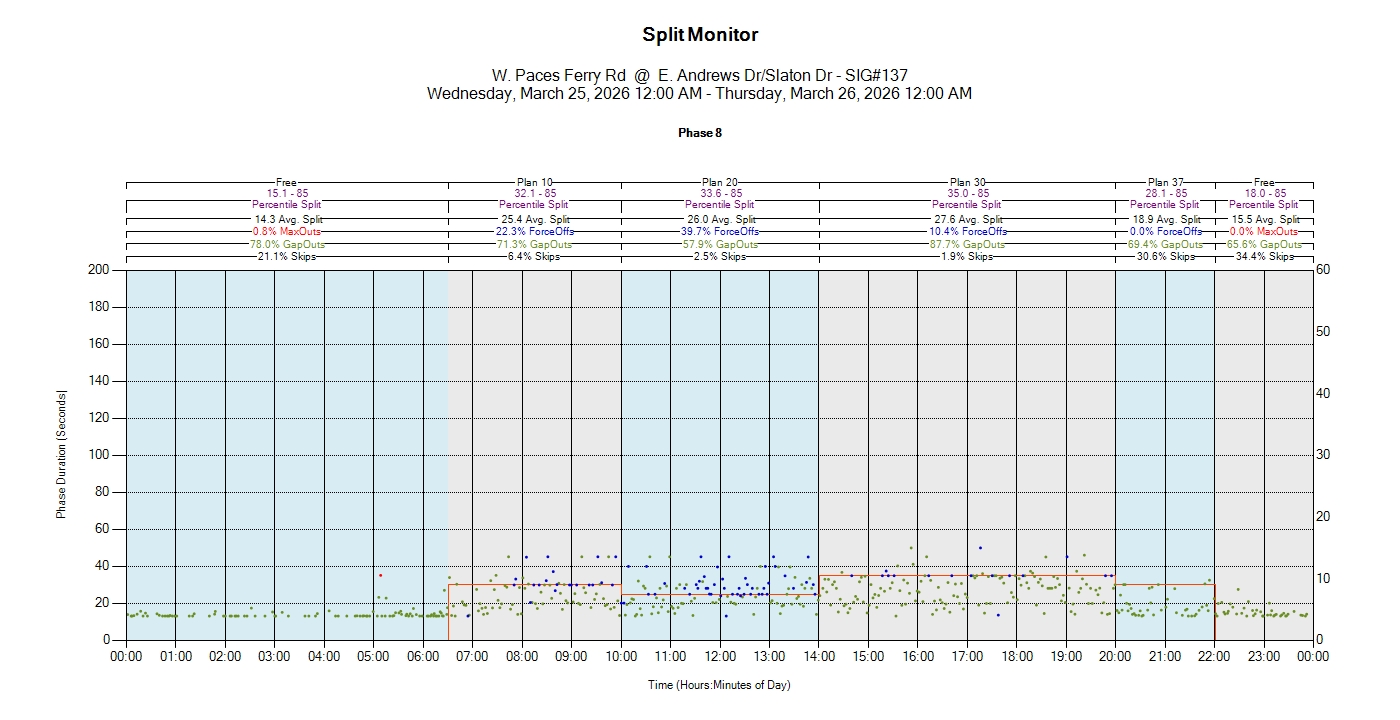 Split Monitor
W. Paces Ferry Rd @ E. Andrews Dr/Slaton Dr - SIG#137
Wednesday, March 25, 2026 12:00 AM - Thursday, March 26, 2026 12:00 AM
Phase 8
Free Plan 10 Plan 20 Plan 30 Plan 37 Free
15.1 - 85 32.1 - 85 33.6 - 85 35.0 - 85 28.1 - 85 18.0 - 85
Percentile Split Percentile Split Percentile Split Percentile Split Percentile Split Percentile Split
14.3 Avg. Split 25.4 Avg. Split 26.0 Avg. Split 27.6 Avg. Split 18.9 Avg. Split 15.5 Avg. Split
0.8% MaxOuts 22.3% ForceOffs 39.7% ForceOffs 10.4% ForceOffs 0.0% ForceOffs 0.0% MaxOuts
78.0% GapOuts 71.3% GapOuts 57.9% GapOuts 87.7% GapOuts 69.4% GapOuts 65.6% GapOuts
21.1% Skips 6.4% Skips 2.5% Skips 1.9% Skips 30.6% Skips 34.4% Skips
200 60
180
160 50
140
120 40
100 30
80
60 20
40 10
20
0 0
00:00 01:00 02:00 03:00 04:00 05:00 06:00 07:00 08:00 09:00 10:00 11:00 12:00 13:00 14:00 15:00 16:00 17:00 18:00 19:00 20:00 21:00 22:00 23:00 00:00
Phase Duration (Seconds)
Time (Hours:Minutes of Day)